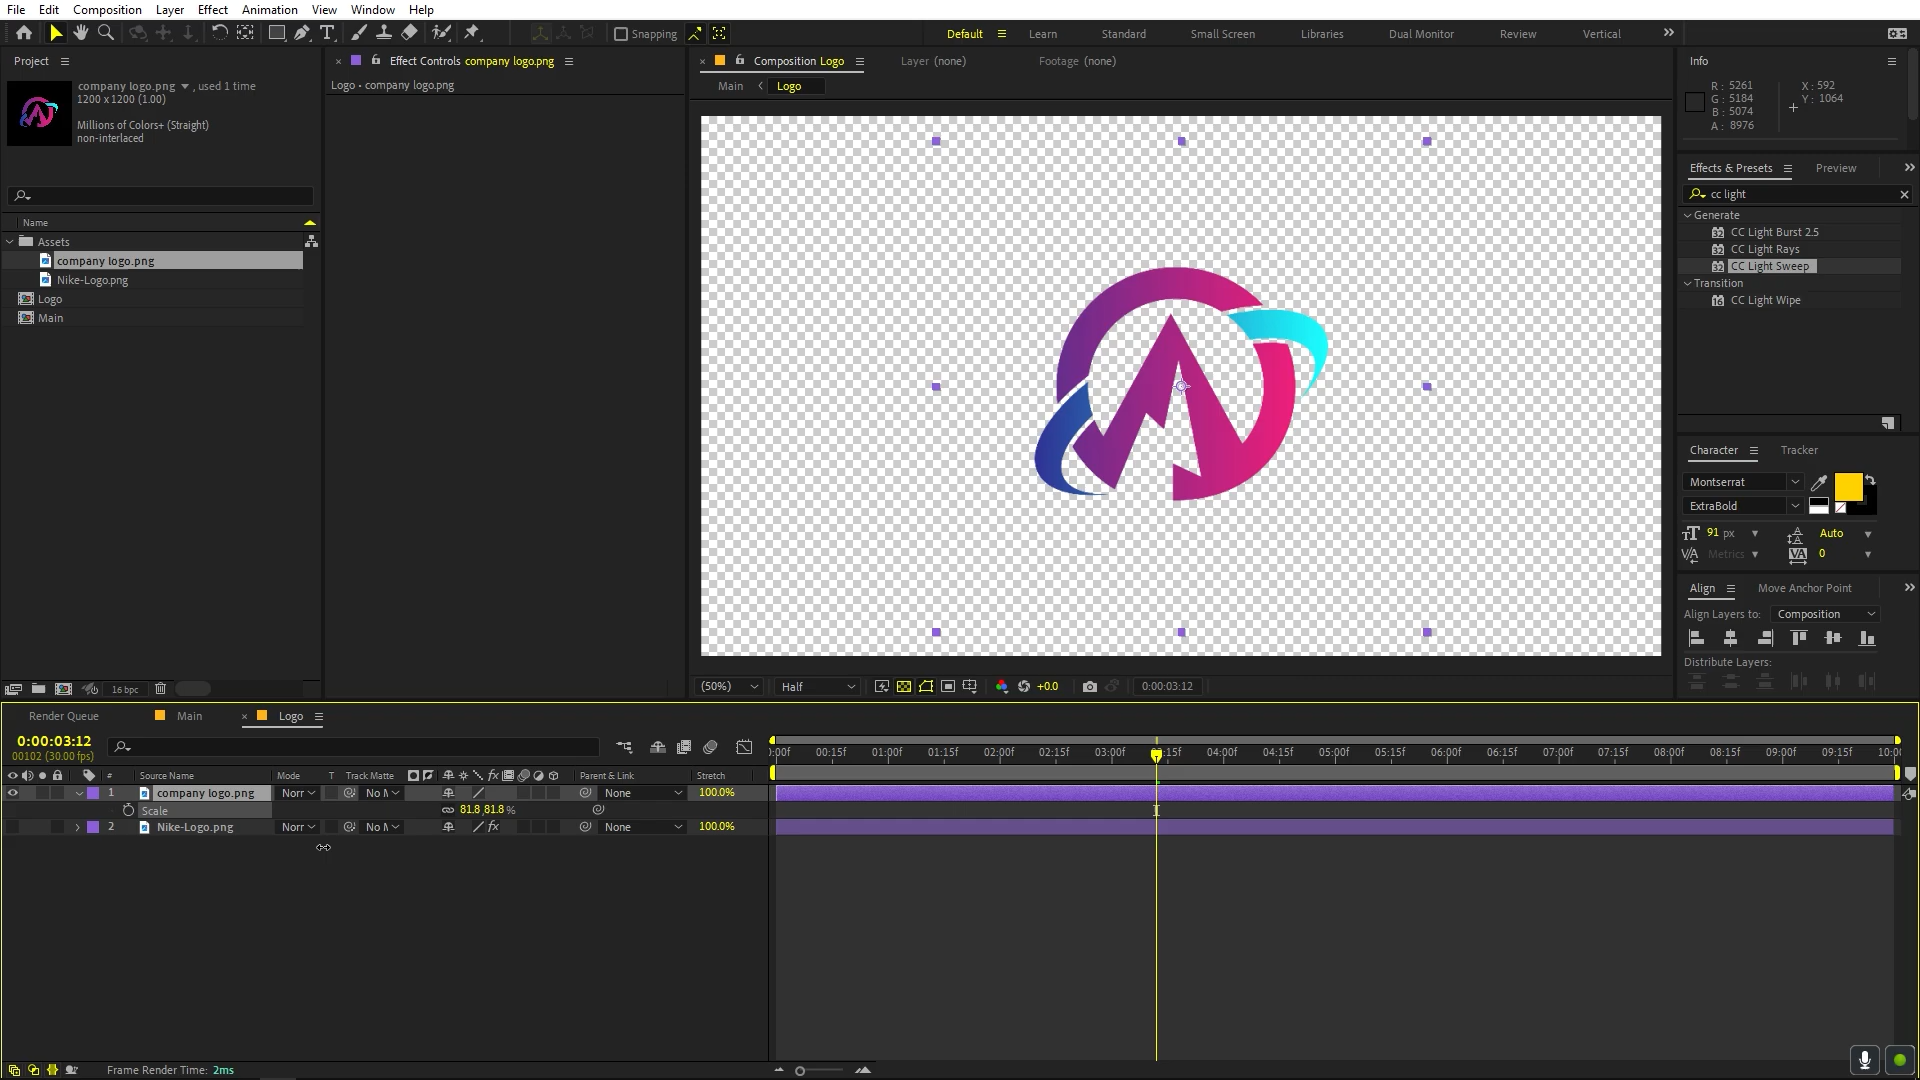 File Edit Composition Layer Effect Animation View Window Help
Snapping
Default Learn Standard Small Screen Libraries Dual Monitor Review Vertical
Project
company logo.png , used 1 time
1200 x 1200 (1.00)
Millions of Colors+ (Straight)
non-interlaced
Name
Assets
company logo.png
Nike-Logo.png
Logo
Main
16 bpc
Effect Controls company logo.png
Logo • company logo.png
Composition Logo
Layer (none)
Footage (none)
Main
Logo
(50%)
Half
+0.0
0:00:03:12
Info
R: 5261
G: 5184
B: 5074
A: 8976
X: 592
Y: 1064
Effects & Presets Preview
cc light
Generate
CC Light Burst 2.5
CC Light Rays
CC Light Sweep
Transition
CC Light Wipe
Character Tracker
Montserrat
ExtraBold
91 px
Auto
Metrics
0
Align Move Anchor Point
Align Layers to: Composition
Distribute Layers:
Render Queue Main Logo
0:00:03:12
00102 (30.00 fps)
# Source Name Mode T Track Matte fx Parent & Link Stretch
1 company logo.png Norr No M None 100.0%
Scale 81.8,81.8 %
2 Nike-Logo.png Norr No M fx None 100.0%
:00f 00:15f 01:00f 01:15f 02:00f 02:15f 03:00f 03:15f 04:00f 04:15f 05:00f 05:15f 06:00f 06:15f 07:00f 07:15f 08:00f 08:15f 09:00f 09:15f 10:00
Frame Render Time: 2ms